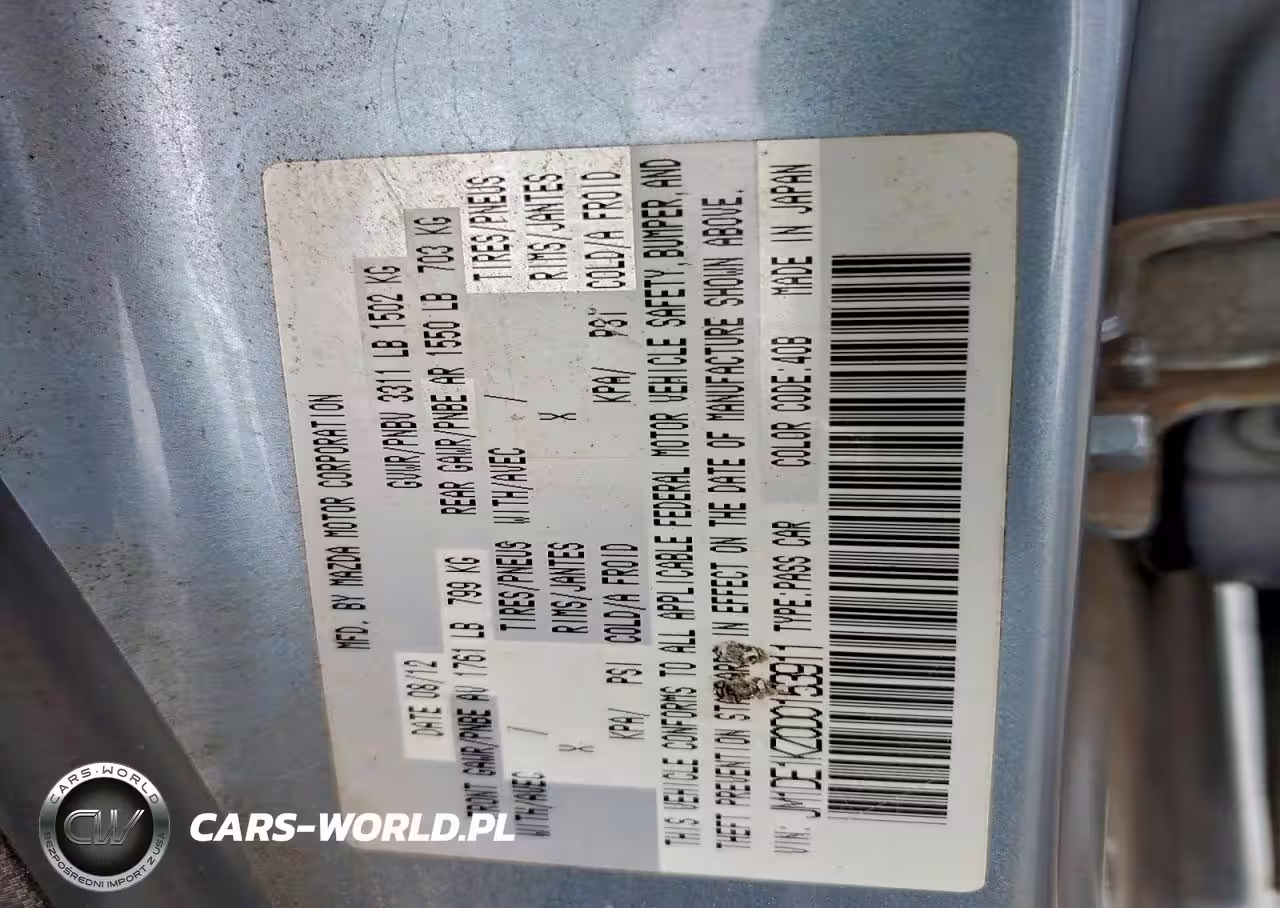 MFD. BY MAZDA MOTOR CORPORATION
DATE 08/12 GVWR/PNBV 3311 LB 1502 KG
FRONT GAWR/PNBE AV 1761 LB 799 KG REAR GAWR/PNBE AR 1550 LB 703 KG
WITH/AVEC / TIRES/PNEUS WITH/AVEC / TIRES/PNEUS
X RIMS/JANTES X RIMS/JANTES
KPA/ PSI COLD/A FROID KPA/ PSI COLD/A FROID
THIS VEHICLE CONFORMS TO ALL APPLICABLE FEDERAL MOTOR VEHICLE SAFETY, BUMPER, AND
THEFT PREVENTION IN EFFECT ON THE DATE OF MANUFACTURE SHOWN ABOVE.
VIN: TYPE:PASS CAR COLOR CODE:40B MADE IN JAPAN
CARS-WORLD
CW
BEZPOŚREDNI IMPORT Z USA
CARS-WORLD.PL